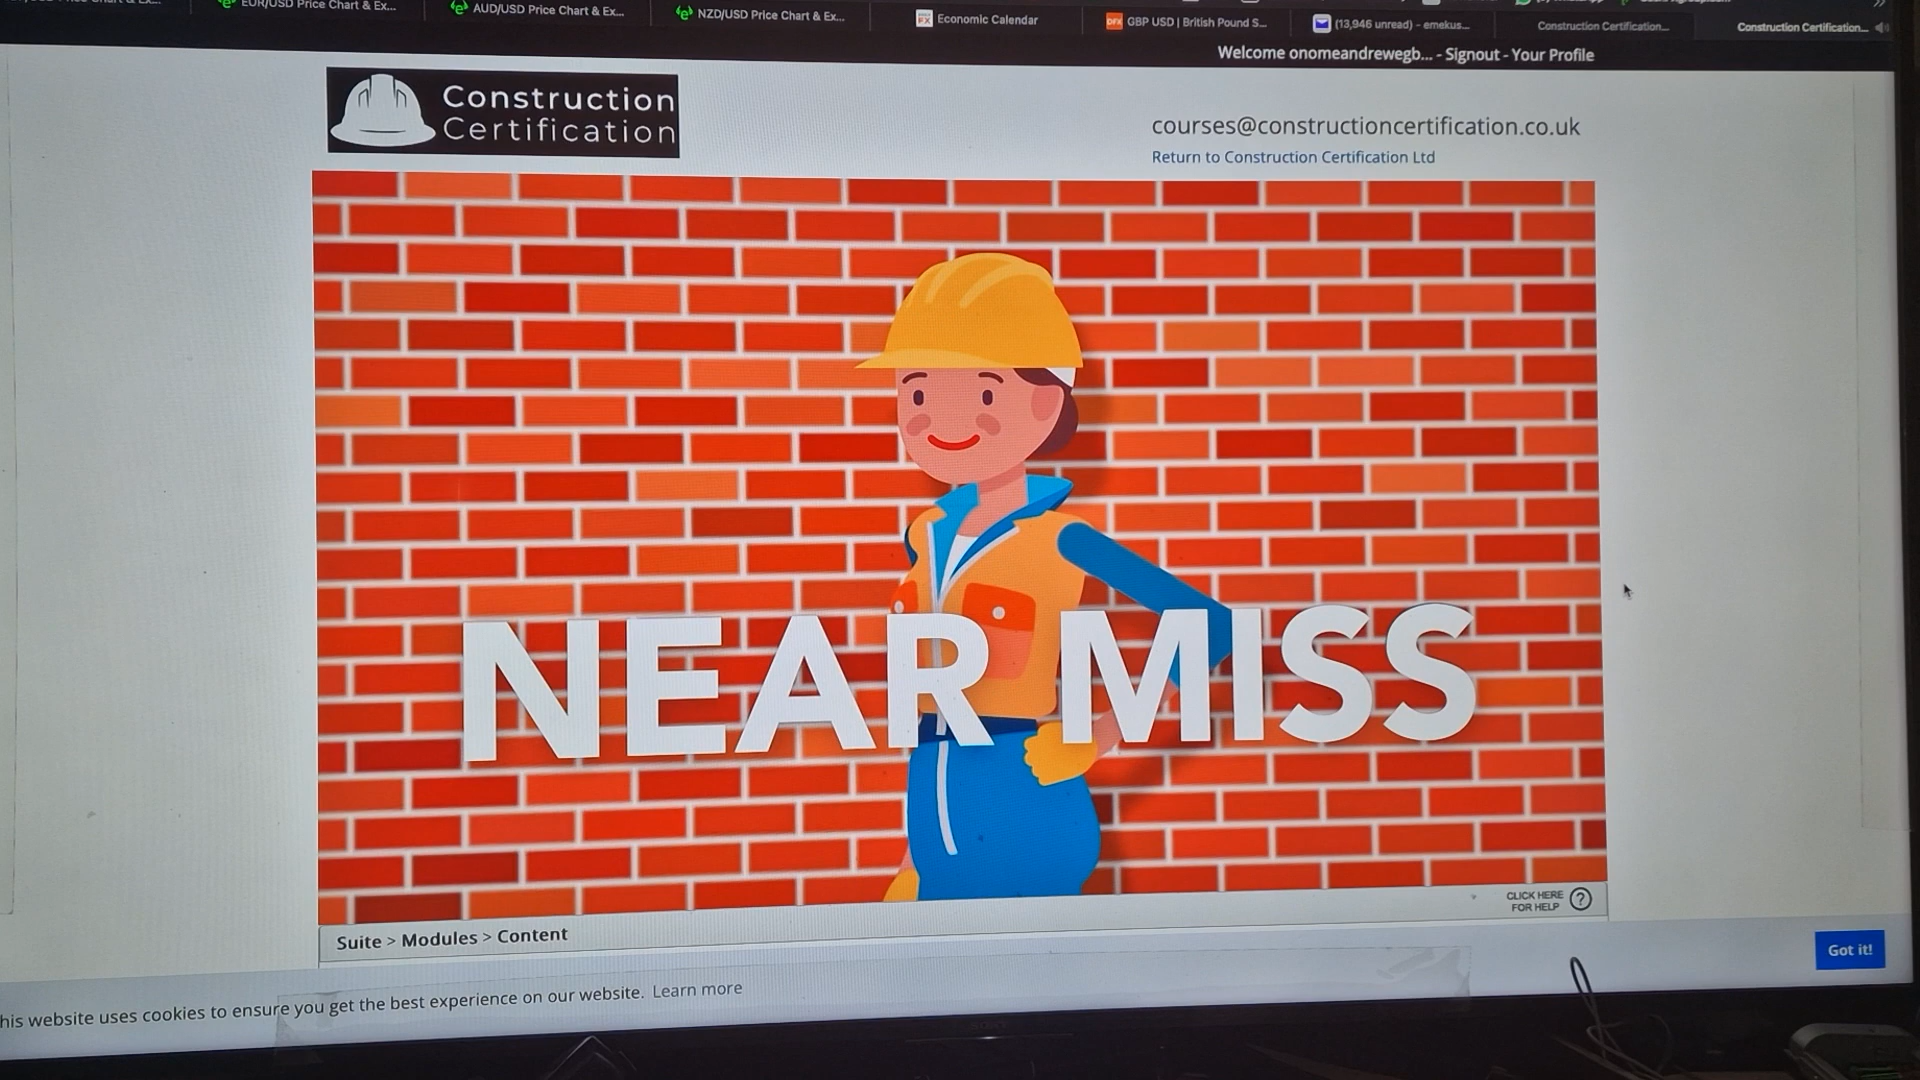 EUR/USD Price Chart & Ex...
AUD/USD Price Chart & Ex...
NZD/USD Price Chart & Ex...
Economic Calendar
GBP USD | British Pound S...
(13,946 unread) - emekus...
Construction Certification...
Construction Certification...
Welcome onomeandrewegb... - Signout - Your Profile
Construction
Certification
courses@constructioncertification.co.uk
Return to Construction Certification Ltd
NEAR MISS
CLICK HERE
FOR HELP ?
Suite > Modules > Content
Got it!
his website uses cookies to ensure you get the best experience on our website. Learn more
SONY